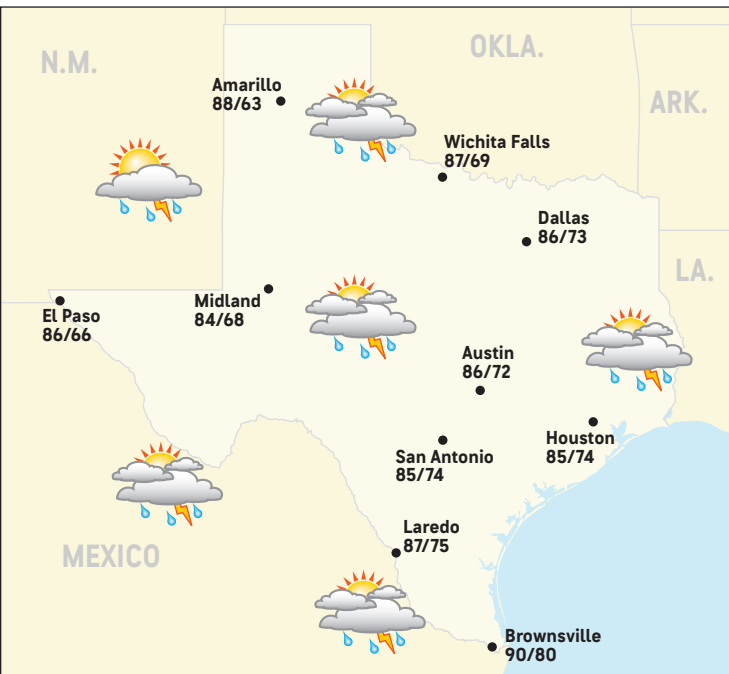 N.M.
OKLA.
Amarillo
88/63
ARK.
Wichita Falls
87/69
Dallas
86/73
LA.
El Paso
86/66
Midland
84/68
Austin
86/72
Houston
85/74
San Antonio
85/74
Laredo
87/75
MEXICO
Brownsville
90/80